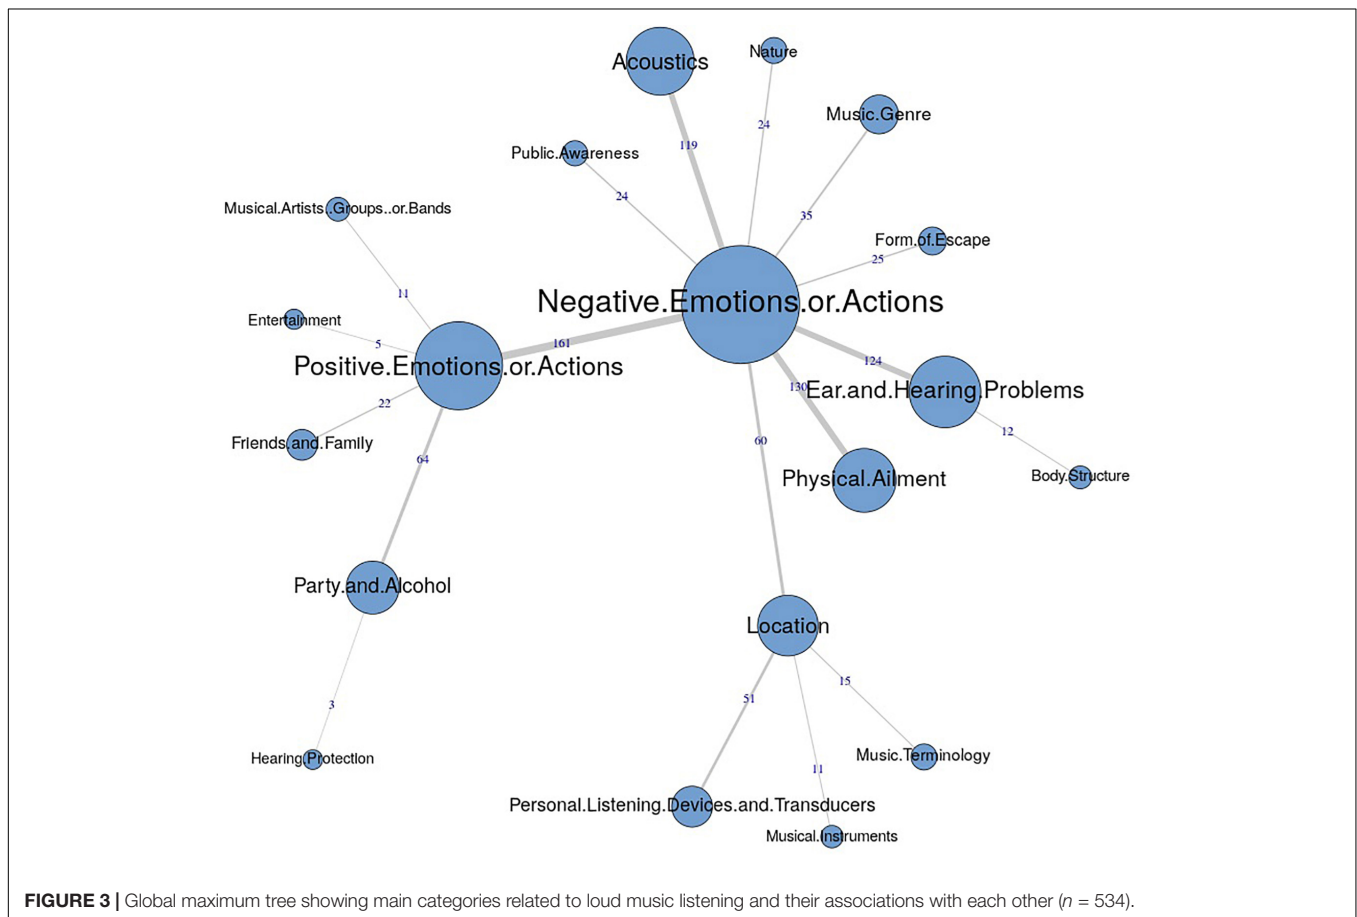 Acoustics
Nature
Music.Genre
119
24
Public.Awareness
24
Musical.Artists..Groups..or.Bands
35
Form.of.Escape
25
11
Negative.Emotions.or.Actions
Entertainment
5
161
Positive.Emotions.or.Actions
124
130
Ear.and.Hearing.Problems
22
12
Friends.and.Family
60
64
Physical.Ailment
Body.Structure
Party.and.Alcohol
Location
15
51
3
Hearing.Protection
Music.Terminology
11
Personal.Listening.Devices.and.Transducers
Musical.Instruments
FIGURE 3 | Global maximum tree showing main categories related to loud music listening and their associations with each other (n = 534).